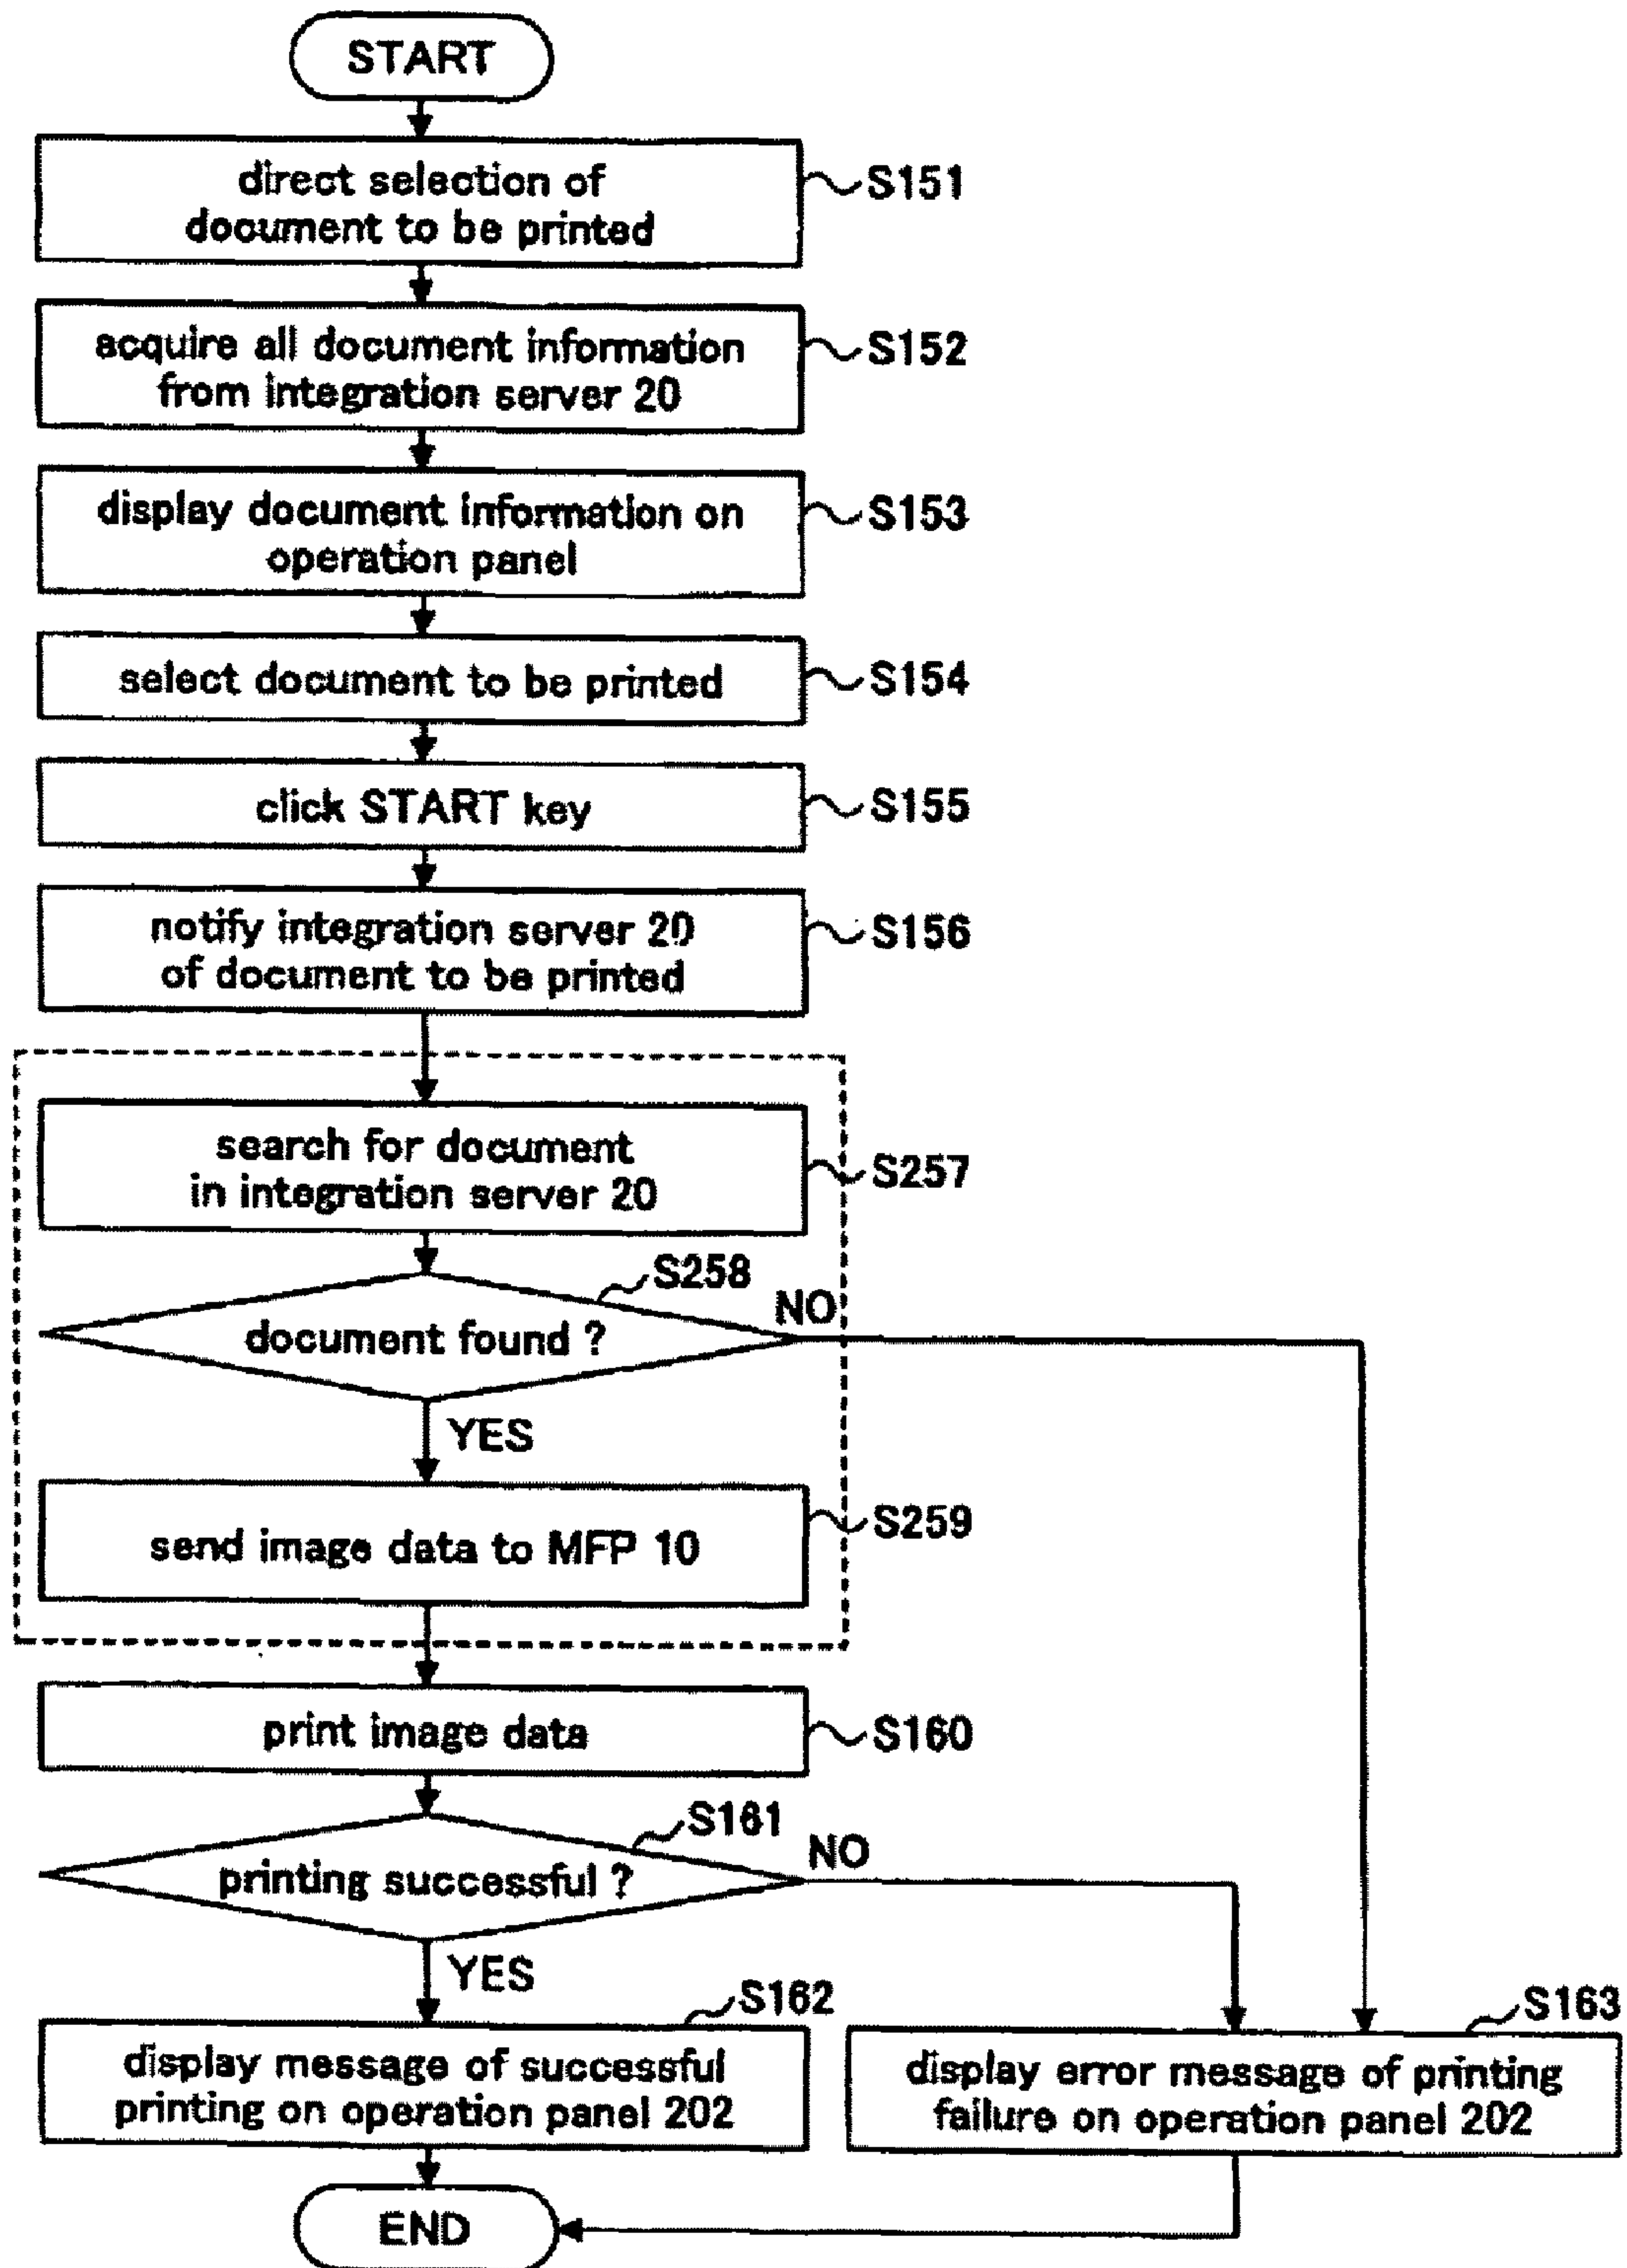 START
direct selection of
document to be printed
S151
acquire all document information
from integration server 20
S152
display document information on
operation panel
S153
select document to be printed
S154
click START key
S155
notify integration server 20
of document to be printed
S156
search for document
in integration server 20
S257
S258
document found ?
NO
YES
send image data to MFP 10
S259
print image data
S160
S161
printing successful ?
NO
YES
S162
display message of successful
printing on operation panel 202
S163
display error message of printing
failure on operation panel 202
END